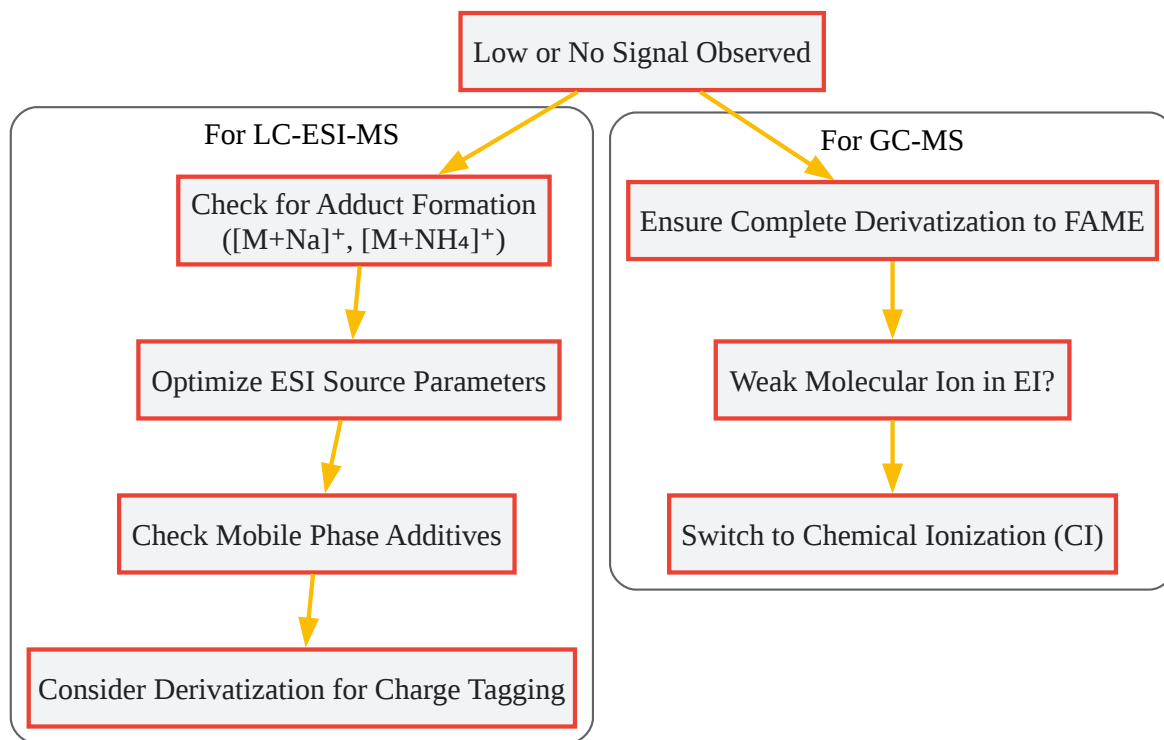 Low or No Signal Observed
For LC-ESI-MS
Check for Adduct Formation
([M+Na]⁺, [M+NH₄]⁺)
Optimize ESI Source Parameters
Check Mobile Phase Additives
Consider Derivatization for Charge Tagging
For GC-MS
Ensure Complete Derivatization to FAME
Weak Molecular Ion in EI?
Switch to Chemical Ionization (CI)